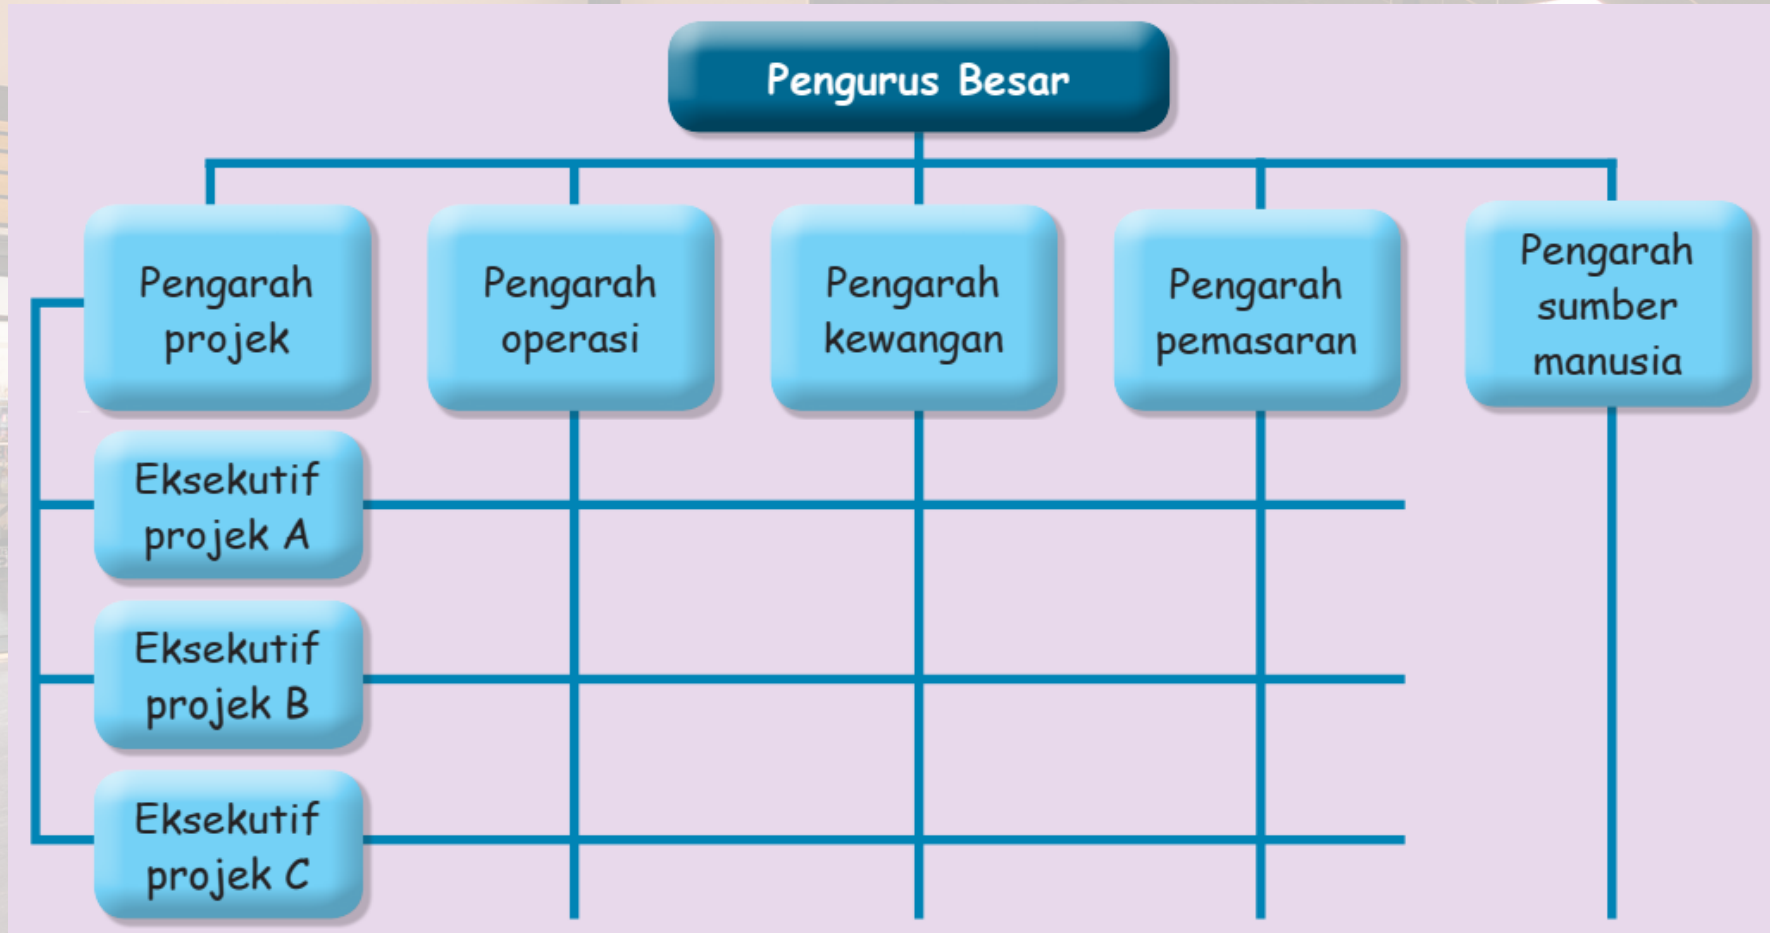 Pengurus Besar
Pengarah
projek
Pengarah
operasi
Pengarah
kewangan
Pengarah
pemasaran
Pengarah
sumber
manusia
Eksekutif
projek A
Eksekutif
projek B
Eksekutif
projek C